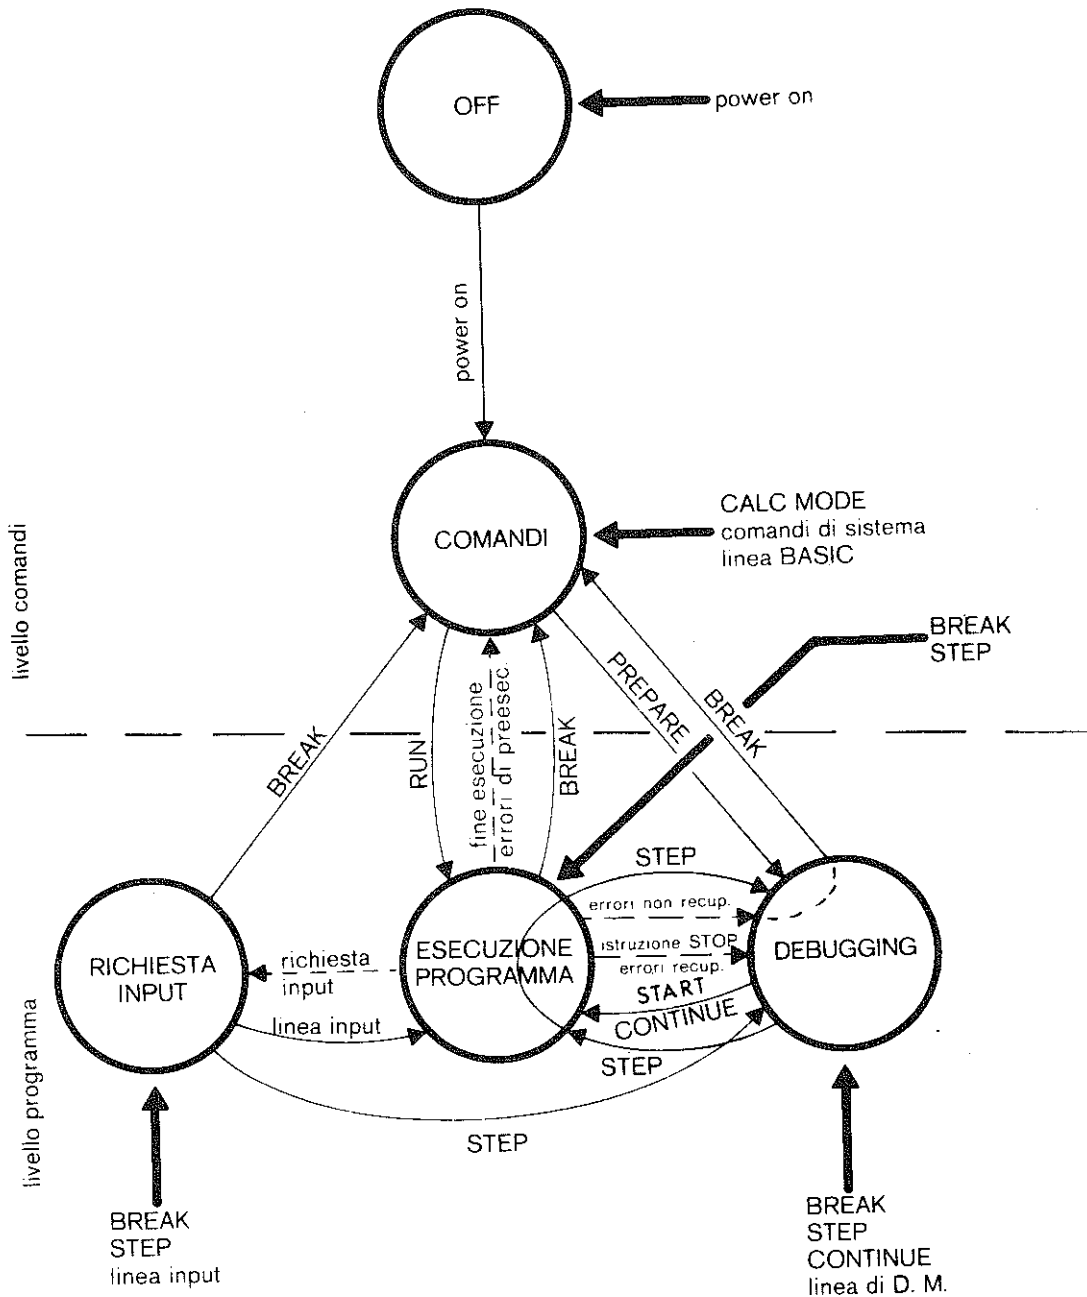 OFF
power on
power on
COMANDI
CALC MODE
comandi di sistema
linea BASIC
livello comandi
BREAK
STEP
BREAK
RUN
fine esecuzione
errori di preesec.
BREAK
PREPARE
BREAK
STEP
errori non recup.
istruzione STOP
errori recup.
START
CONTINUE
STEP
RICHIESTA
INPUT
richiesta
input
linea input
ESECUZIONE
PROGRAMMA
DEBUGGING
STEP
livello programma
BREAK
STEP
linea input
BREAK
STEP
CONTINUE
linea di D. M.